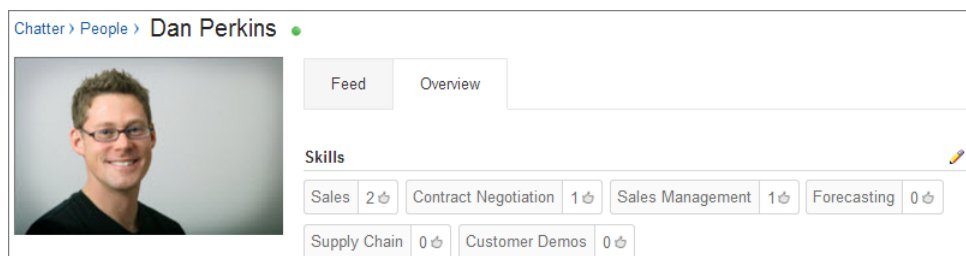 Chatter › People › Dan Perkins
Feed Overview
Skills
Sales 2 Contract Negotiation 1 Sales Management 1 Forecasting 0
Supply Chain 0 Customer Demos 0